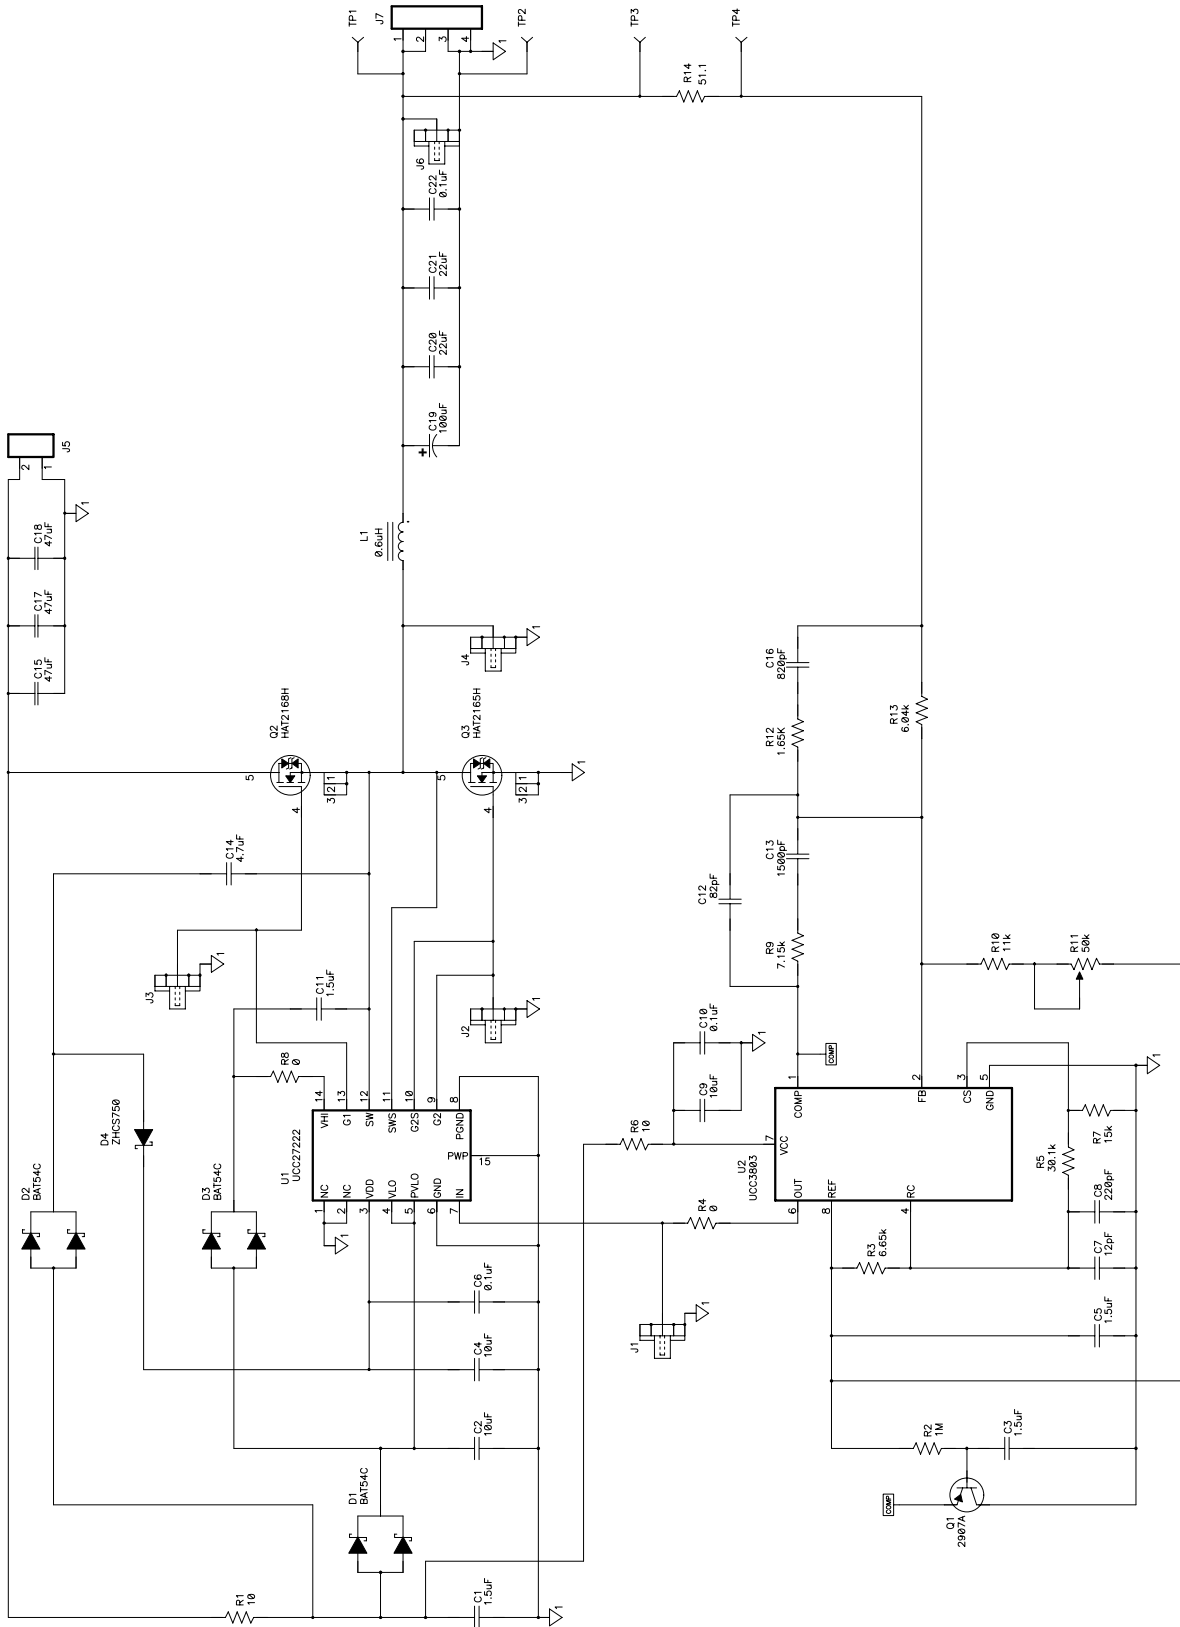 TP1
J7
1
2
3
4
1
TP2
TP3
TP4
R14
51.1
J6
C22
0.1uF
C21
22uF
C20
22uF
C19
100uF
+
J5
2
1
1
C18
47uF
C17
47uF
C15
47uF
L1
0.6uH
J4
1
Q2
HAT2168H
5
4
3 2 1
Q3
HAT2165H
5
4
3 2 1
1
C14
4.7uF
J3
1
C11
1.5uF
J2
1
R8
0
D4
ZHCS750
D2
BAT54C
D3
BAT54C
U1
UCC27222
14
13
12
11
10
9
8
VHI
G1
SW
SWS
G2S
G2
PGND
PWP
15
NC
NC
VDD
VLO
PVLO
GND
IN
1
2
3
4
5
6
7
1
C6
0.1uF
C4
10uF
C2
10uF
D1
BAT54C
R1
10
C1
1.5uF
1
C16
820pF
R12
1.65K
R13
6.04k
C13
1500pF
C12
82pF
R9
7.15k
R10
11k
R11
50k
C10
0.1uF
C9
10uF
1
R6
10
COMP
U2
UCC3803
1
2
3
5
COMP
FB
CS
GND
7
VCC
OUT
REF
RC
6
8
4
1
R4
0
J1
1
R7
15k
R5
30.1k
C8
220pF
C7
12pF
R3
6.65k
C5
1.5uF
R2
1M
C3
1.5uF
COMP
Q1
2907A